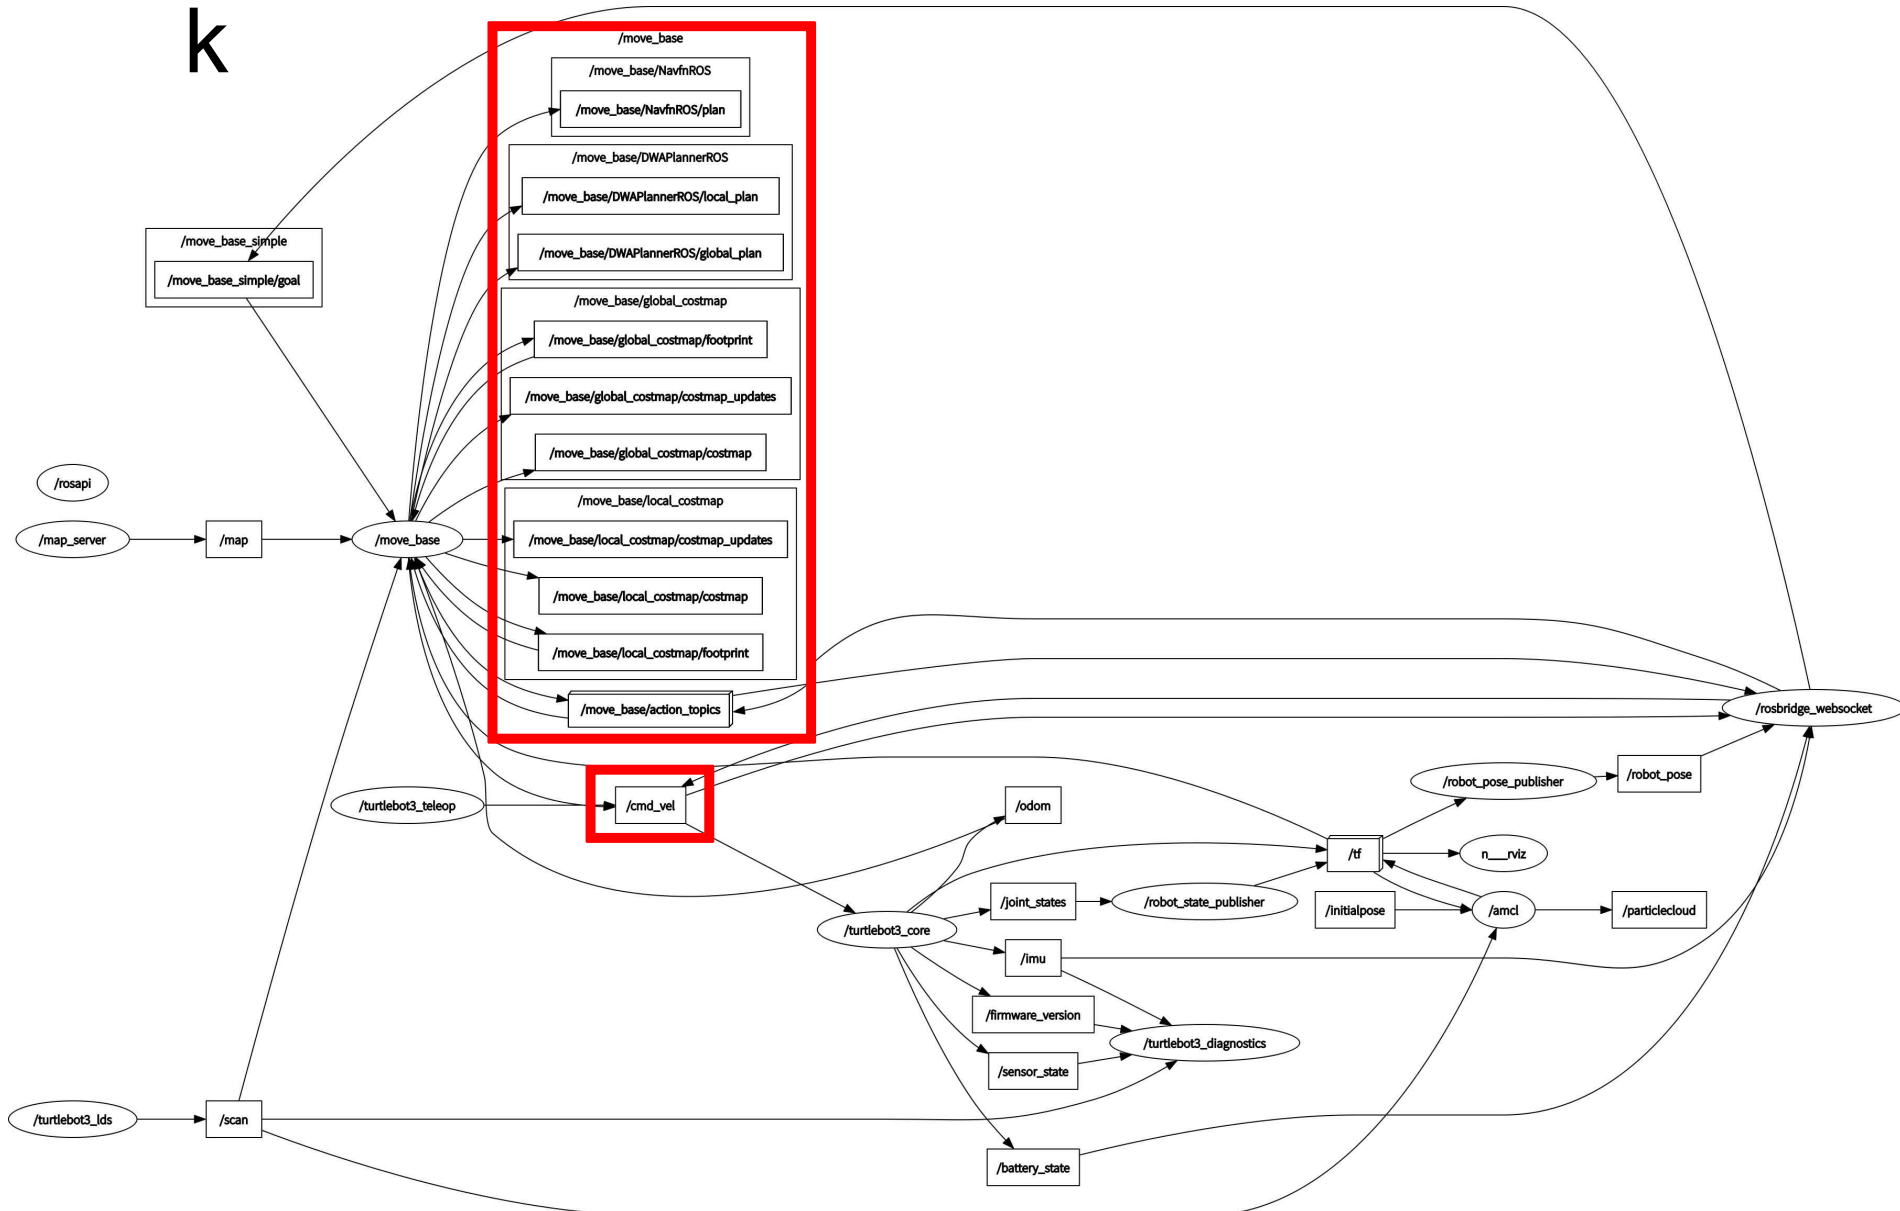 k
/move_base
/move_base/NavfnROS
/move_base/NavfnROS/plan
/move_base/DWAPlannerROS
/move_base/DWAPlannerROS/local_plan
/move_base/DWAPlannerROS/global_plan
/move_base_simple
/move_base_simple/goal
/move_base/global_costmap
/move_base/global_costmap/footprint
/move_base/global_costmap/costmap_updates
/move_base/global_costmap/costmap
/rosapi
/move_base/local_costmap
/map_server
/map
/move_base
/move_base/local_costmap/costmap_updates
/move_base/local_costmap/costmap
/move_base/local_costmap/footprint
/move_base/action_topics
/rosbridge_websocket
/turtlebot3_teleop
/cmd_vel
/odom
/robot_pose_publisher
/robot_pose
/tf
n___rviz
/joint_states
/robot_state_publisher
/initialpose
/amcl
/particlecloud
/turtlebot3_core
/imu
/firmware_version
/turtlebot3_diagnostics
/sensor_state
/turtlebot3_lds
/scan
/battery_state